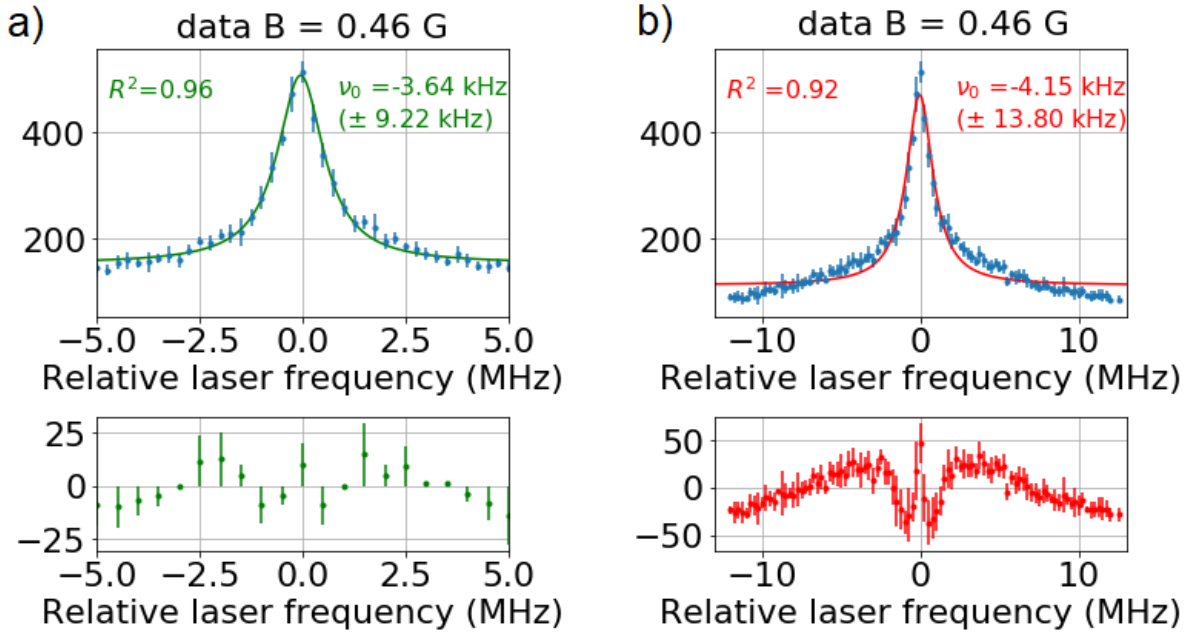 a)
data B = 0.46 G
R²=0.96
ν₀ =-3.64 kHz
(± 9.22 kHz)
400
200
−5.0 −2.5 0.0 2.5 5.0
Relative laser frequency (MHz)
25
0
−25
−5.0 −2.5 0.0 2.5 5.0
Relative laser frequency (MHz)
b)
data B = 0.46 G
R² =0.92
ν₀ =-4.15 kHz
(± 13.80 kHz)
400
200
−10 0 10
Relative laser frequency (MHz)
50
0
−50
−10 0 10
Relative laser frequency (MHz)